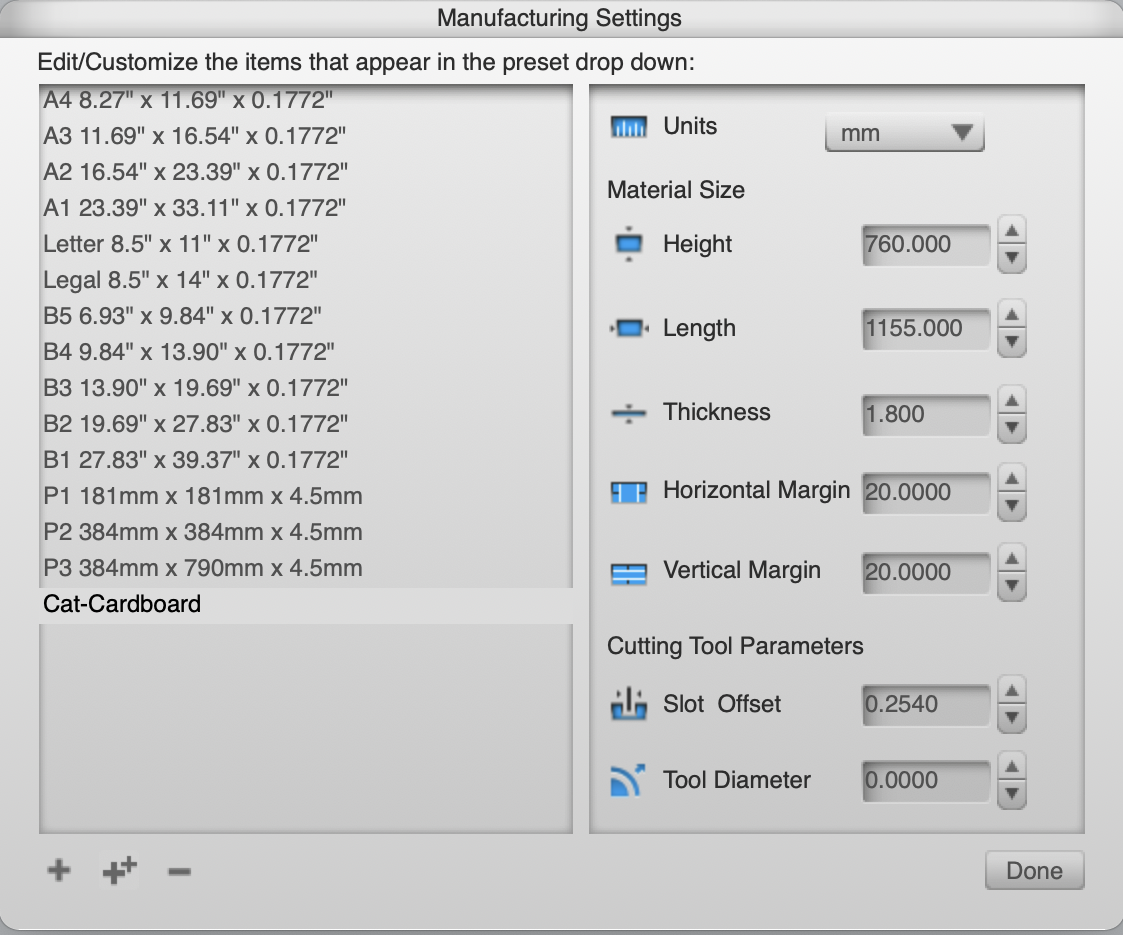 Manufacturing Settings
Edit/Customize the items that appear in the preset drop down:
A4 8.27" x 11.69" x 0.1772"
A3 11.69" x 16.54" x 0.1772"
A2 16.54" x 23.39" x 0.1772"
A1 23.39" x 33.11" x 0.1772"
Letter 8.5" x 11" x 0.1772"
Legal 8.5" x 14" x 0.1772"
B5 6.93" x 9.84" x 0.1772"
B4 9.84" x 13.90" x 0.1772"
B3 13.90" x 19.69" x 0.1772"
B2 19.69" x 27.83" x 0.1772"
B1 27.83" x 39.37" x 0.1772"
P1 181mm x 181mm x 4.5mm
P2 384mm x 384mm x 4.5mm
P3 384mm x 790mm x 4.5mm
Cat-Cardboard
Units mm
Material Size
Height 760.000
Length 1155.000
Thickness 1.800
Horizontal Margin 20.0000
Vertical Margin 20.0000
Cutting Tool Parameters
Slot  Offset 0.2540
Tool Diameter 0.0000
Done